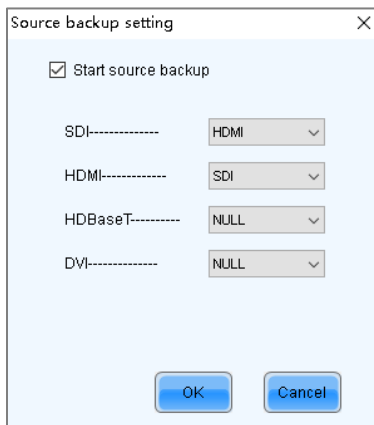 Source backup setting
Start source backup
SDI-------------- HDMI
HDMI------------- SDI
HDBaseT---------- NULL
DVI-------------- NULL
OK Cancel